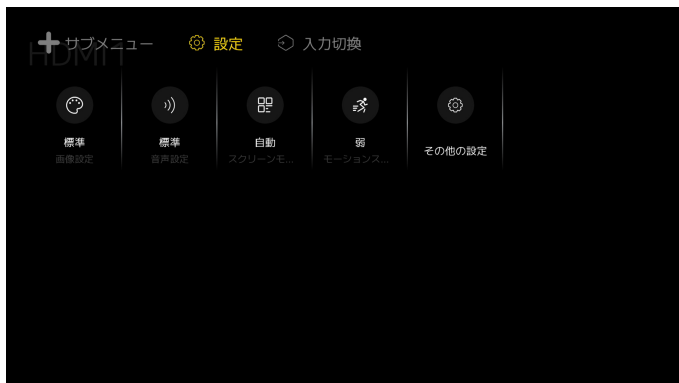 HDMI1
サブメニュー 設定 入力切換
標準 標準 自動 弱 その他の設定
画像設定 音声設定 スクリーンモ... モーションス...